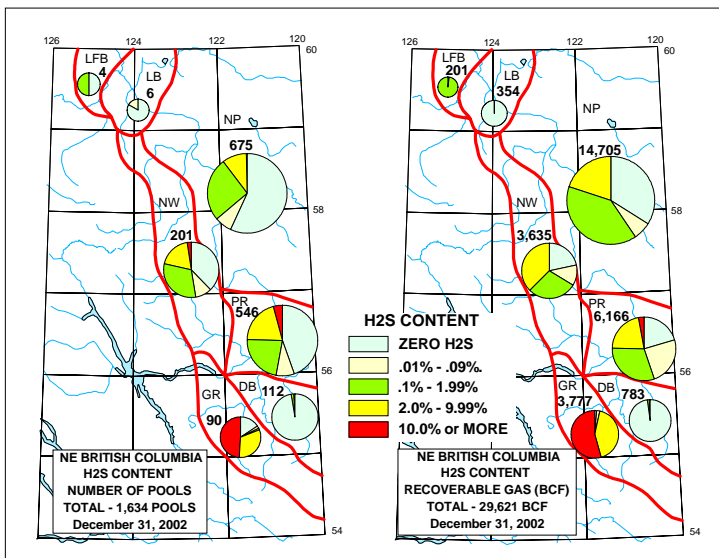 126
124
122
120
60
LFB
4
LB
6
NP
675
58
NW
201
PR
546
56
GR
DB
112
90
54
NE BRITISH COLUMBIA
H2S CONTENT
NUMBER OF POOLS
TOTAL - 1,634 POOLS
December 31, 2002
H2S CONTENT
ZERO H2S
.01% - .09%.
.1% - 1.99%
2.0% - 9.99%
10.0% or MORE
126
124
122
120
60
LFB
201
LB
354
NP
14,705
58
NW
3,635
PR
6,166
56
GR
DB
783
3,777
54
NE BRITISH COLUMBIA
H2S CONTENT
RECOVERABLE GAS (BCF)
TOTAL - 29,621 BCF
December 31, 2002